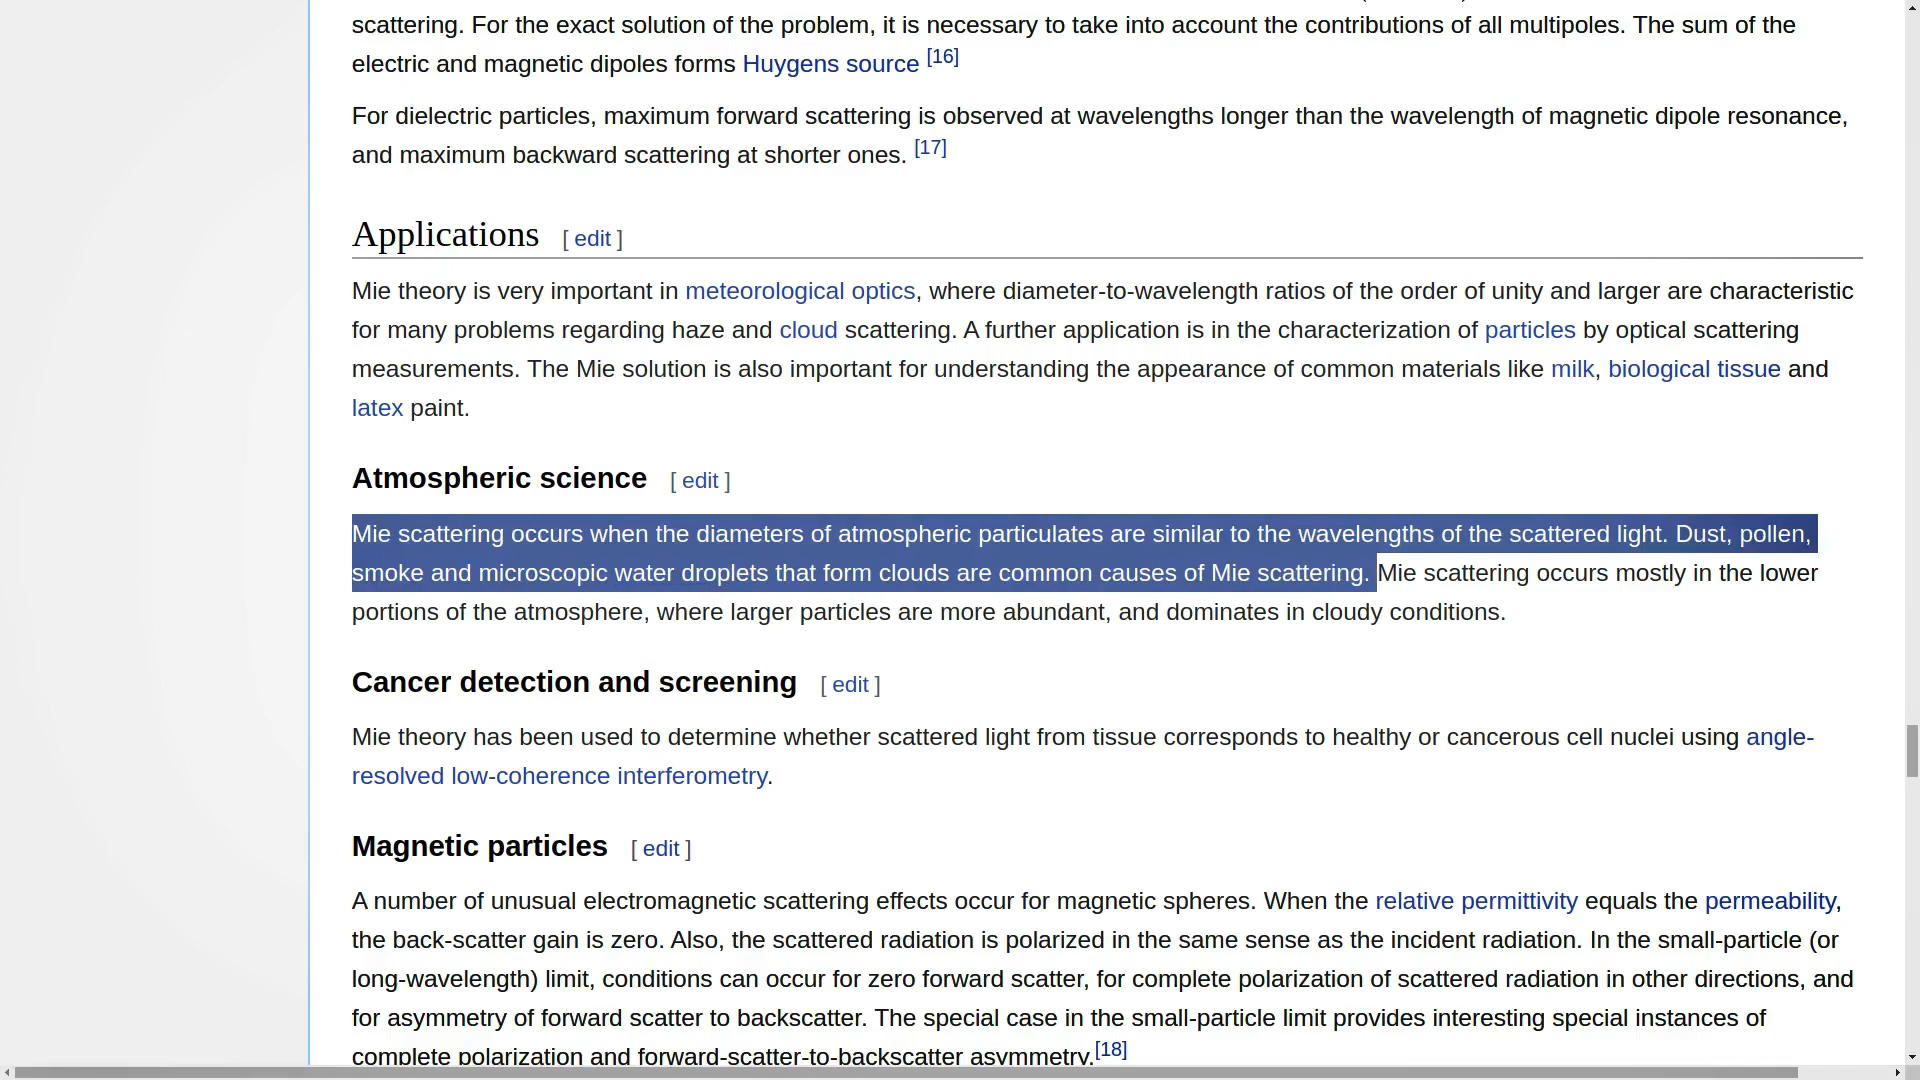 scattering. For the exact solution of the problem, it is necessary to take into account the contributions of all multipoles. The sum of the
electric and magnetic dipoles forms Huygens source [16]
For dielectric particles, maximum forward scattering is observed at wavelengths longer than the wavelength of magnetic dipole resonance,
and maximum backward scattering at shorter ones. [17]
Applications [ edit ]
Mie theory is very important in meteorological optics, where diameter-to-wavelength ratios of the order of unity and larger are characteristic
for many problems regarding haze and cloud scattering. A further application is in the characterization of particles by optical scattering
measurements. The Mie solution is also important for understanding the appearance of common materials like milk, biological tissue and
latex paint.
Atmospheric science [ edit ]
Mie scattering occurs when the diameters of atmospheric particulates are similar to the wavelengths of the scattered light. Dust, pollen,
smoke and microscopic water droplets that form clouds are common causes of Mie scattering. Mie scattering occurs mostly in the lower
portions of the atmosphere, where larger particles are more abundant, and dominates in cloudy conditions.
Cancer detection and screening [ edit ]
Mie theory has been used to determine whether scattered light from tissue corresponds to healthy or cancerous cell nuclei using angle-
resolved low-coherence interferometry.
Magnetic particles [ edit ]
A number of unusual electromagnetic scattering effects occur for magnetic spheres. When the relative permittivity equals the permeability,
the back-scatter gain is zero. Also, the scattered radiation is polarized in the same sense as the incident radiation. In the small-particle (or
long-wavelength) limit, conditions can occur for zero forward scatter, for complete polarization of scattered radiation in other directions, and
for asymmetry of forward scatter to backscatter. The special case in the small-particle limit provides interesting special instances of
complete polarization and forward-scatter-to-backscatter asymmetry.[18]